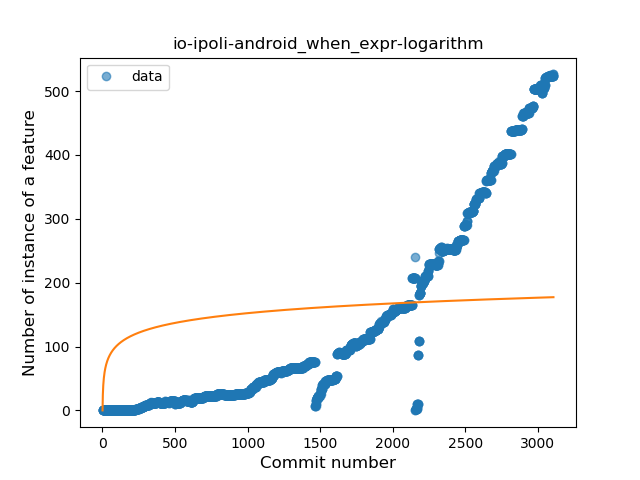 io-ipoli-android_when_expr-logarithm
data
Number of instance of a feature
500
400
300
200
100
0
0 500 1000 1500 2000 2500 3000
Commit number